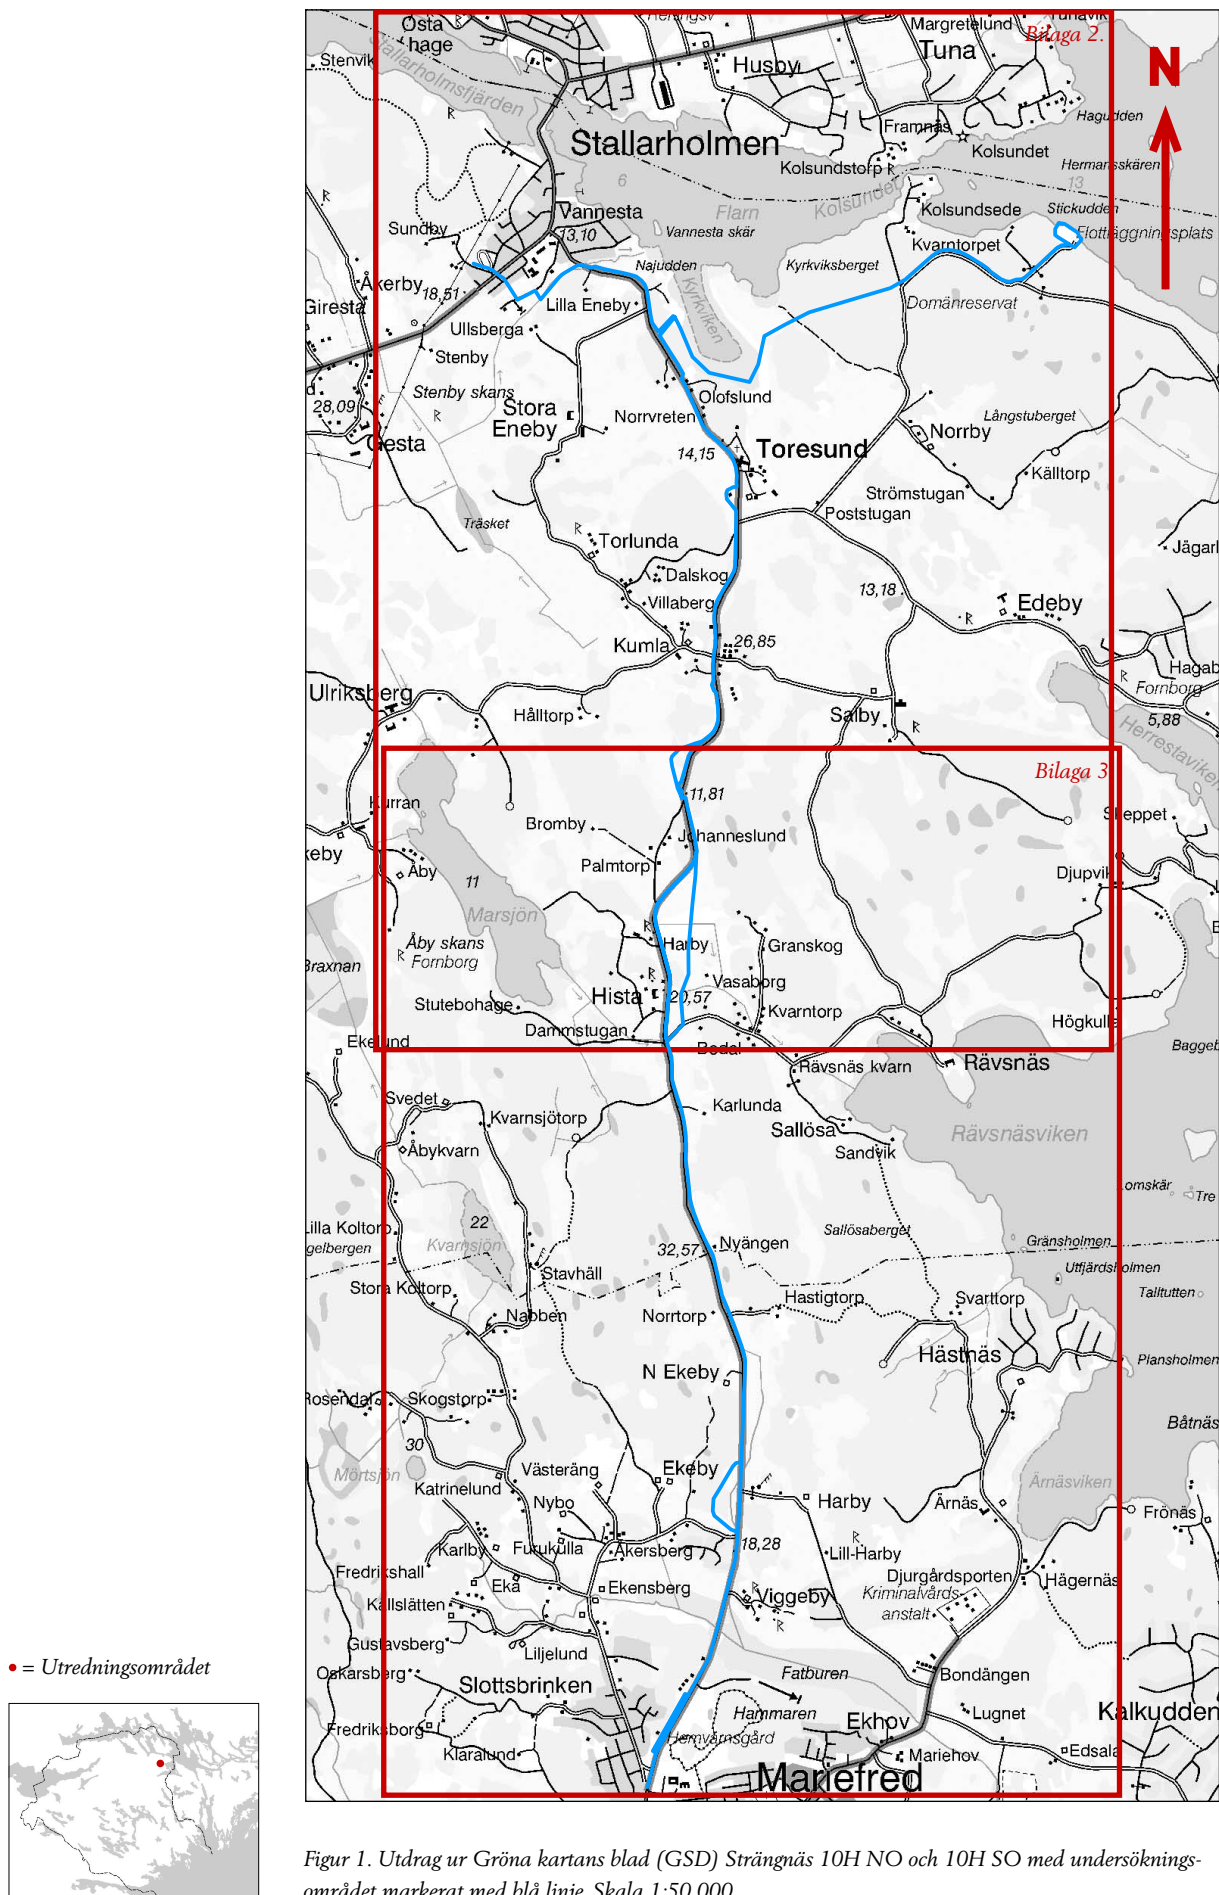 Östa
hage
Margretelund
Tuna
Bilaga 2.
N
Stenvik
Husby
Stallarholmsfjärden
Hagudden
Framnäs
Stallarholmen
Kolsundet
Kolsundstorp
Hermansskären
6
13
Kolsundet
Kolsundsede
Stickudden
Vannesta
Flarn
Sundby
13,10
Vannesta skär
Flottläggningsplats
Kvarntorpet
Najudden
Kyrkviksberget
Åkerby
18,51
Kyrkviken
Giresta
Lilla Eneby
Domänreservat
Ullsberga
Stenby
Stenby skans
Olofslund
28,09
Stora
Eneby
Norrvreten
Långstuberget
Norrby
Gesta
14,15
Toresund
Källtorp
Strömstugan
Träsket
Poststugan
Torlunda
Jägarl
Dalskog
13,18
Villaberg
Edeby
Kumla
26,85
Hagab
Ulriksberg
Fornborg
Hålltorp
Salby
5,88
Herrestaviken
Bilaga 3
11,81
Kurran
Skeppet
Bromby
Johanneslund
keby
Palmtorp
Djupvik
Åby
11
Marsjön
Åby skans
Fornborg
Harby
Granskog
Braxnan
Vasaborg
Hista
20,57
Stutebohage
Kvarntorp
Högkulla
Dammstugan
Ekelund
Bodal
Baggeb
Rävsnäs kvarn
Rävsnäs
Svedet
Karlunda
Kvarnsjötorp
Sallösa
Rävsnäsviken
Åbykvarn
Sandvik
Lomskär
Tre
22
Lilla Koltorp
Sallösaberget
Kvarnsjön
Gränsholmen
gelbergen
32,57
Nyängen
Utfjärdsholmen
Stavhäll
Stora Koltorp
Hastigtorp
Svarttorp
Talltutten
Nabben
Norrtorp
Hästnäs
Plansholmen
N Ekeby
Rosendal
Skogstorp
Båtnäs
30
Mörtsjön
Västeräng
Ekeby
Ärnäsviken
Katrinelund
Nybo
Harby
Ärnäs
Frönäs
Karlby
Furukulla
Åkersberg
18,28
Lill-Harby
Fredrikshall
Djurgårdsporten
Hägernäs
Eka
Ekensberg
Viggeby
Kriminalvårds-
anstalt
Källslätten
Gustavsberg
Liljelund
• = Utredningsområdet
Oskarsberg
Fatburen
Bondängen
Slottsbrinken
Hammaren
Lugnet
Kalkudden
Fredriksborg
Hemvärnsgård
Ekhov
Klaralund
Mariehov
Edsala
Mariefred
Figur 1. Utdrag ur Gröna kartans blad (GSD) Strängnäs 10H NO och 10H SO med undersöknings-
området markerat med blå linje. Skala 1:50 000.